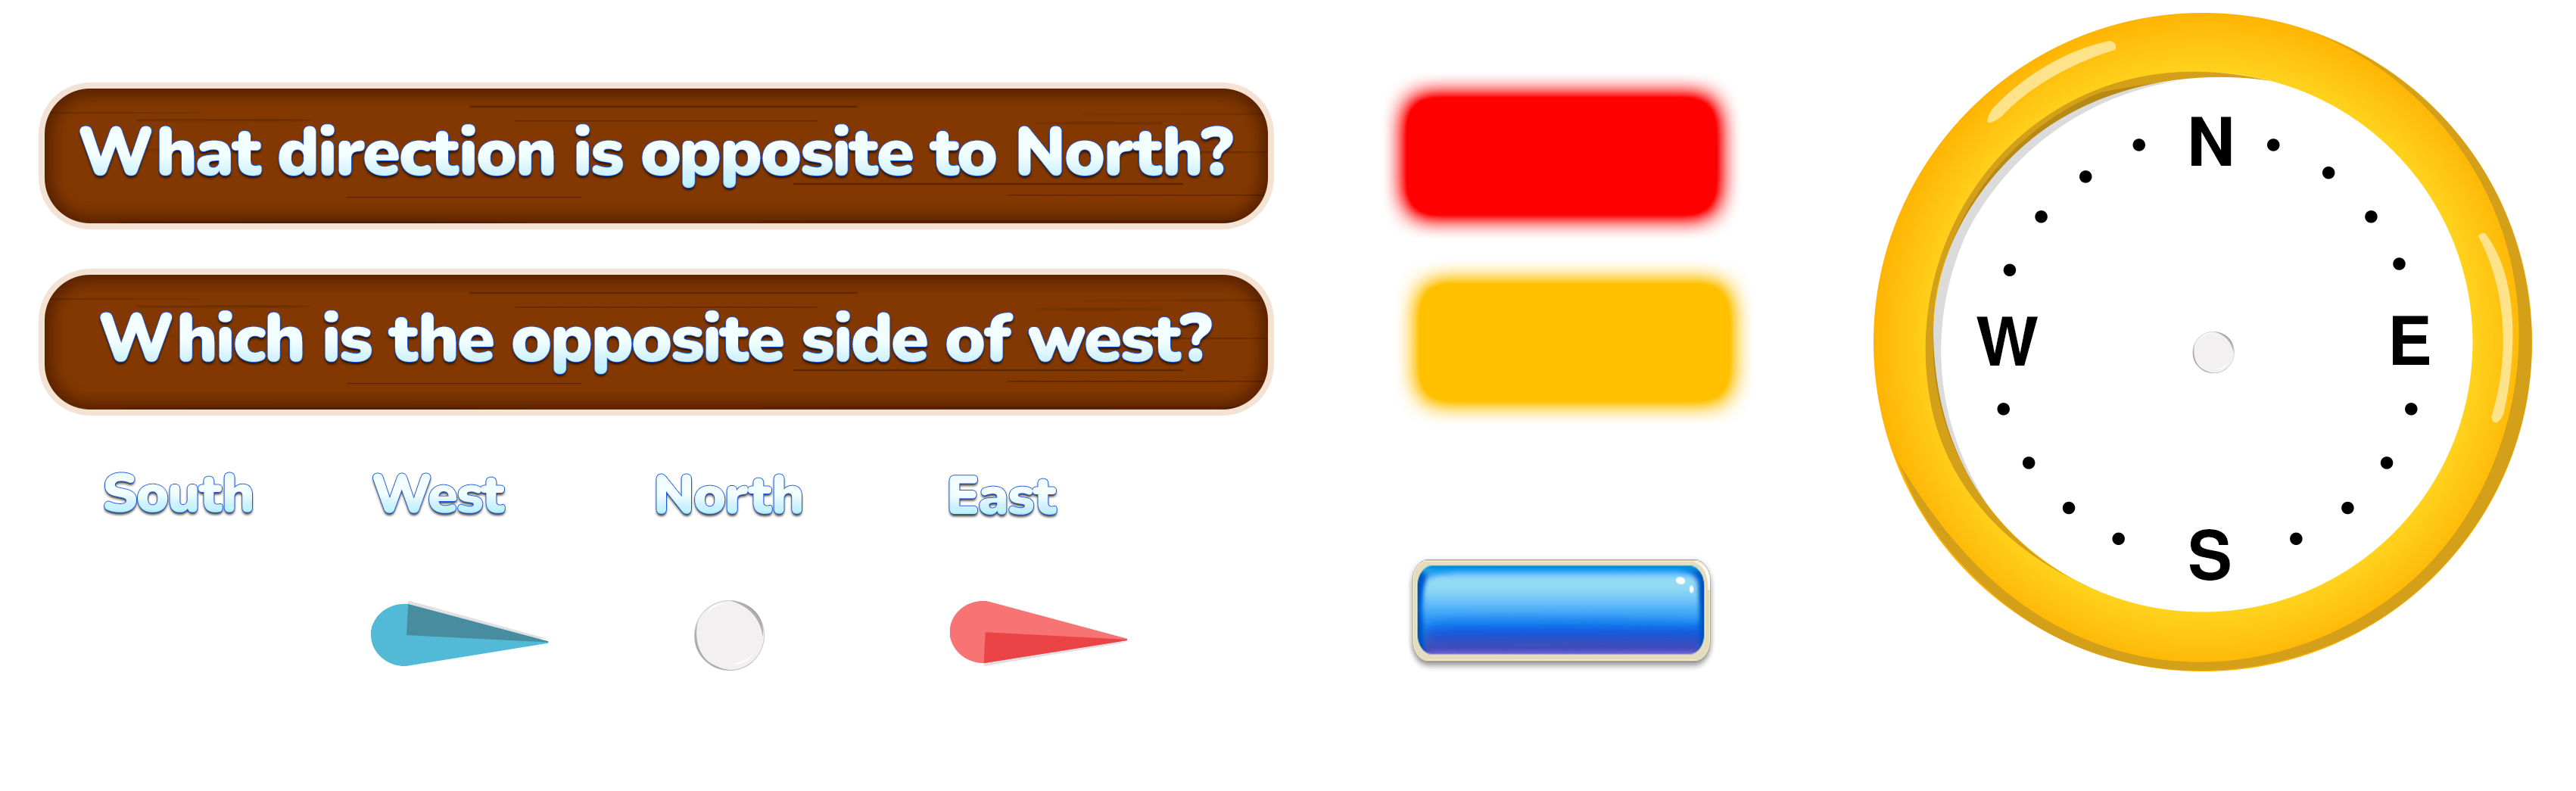 What direction is opposite to North?
Which is the opposite side of west?
South West North East
N
W E
S